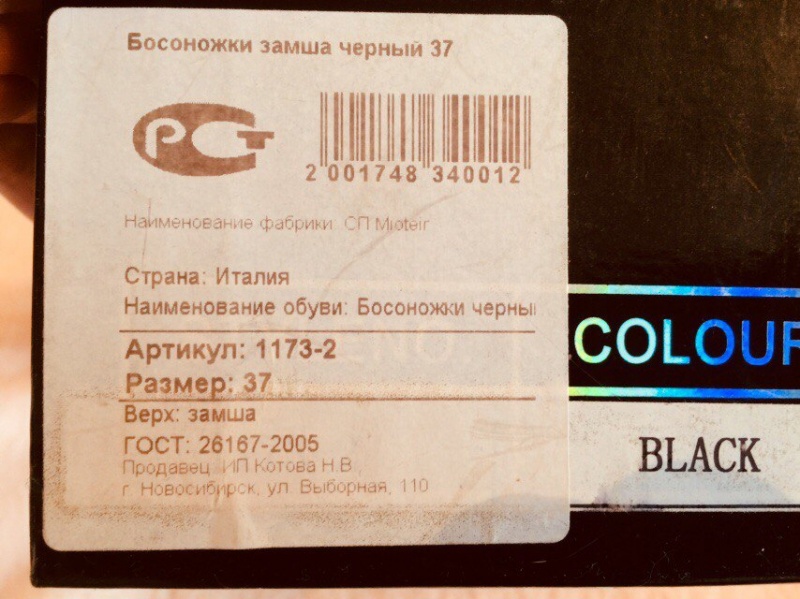 Босоножки замша черный 37
РСТ
2 001748 340012
Наименование фабрики: СП Mioteir
Страна: Италия
Наименование обуви: Босоножки черны
Артикул: 1173-2
Размер: 37
Верх: замша
ГОСТ: 26167-2005
Продавец: ИП Котова Н.В.
г. Новосибирск, ул. Выборная, 110
COLOUR
BLACK